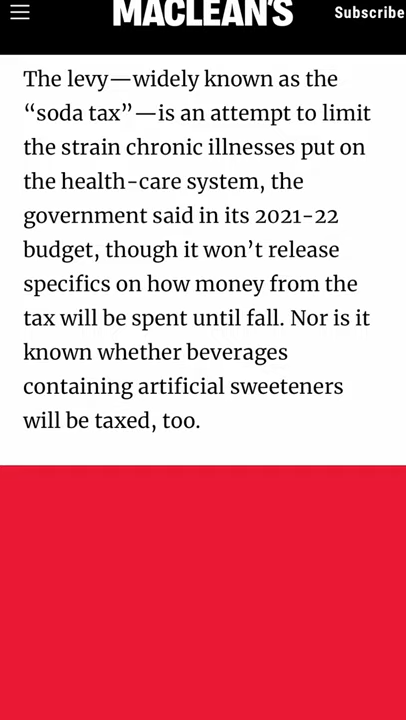 MACLEAN'S
Subscribe
The levy—widely known as the
“soda tax”—is an attempt to limit
the strain chronic illnesses put on
the health-care system, the
government said in its 2021-22
budget, though it won’t release
specifics on how money from the
tax will be spent until fall. Nor is it
known whether beverages
containing artificial sweeteners
will be taxed, too.